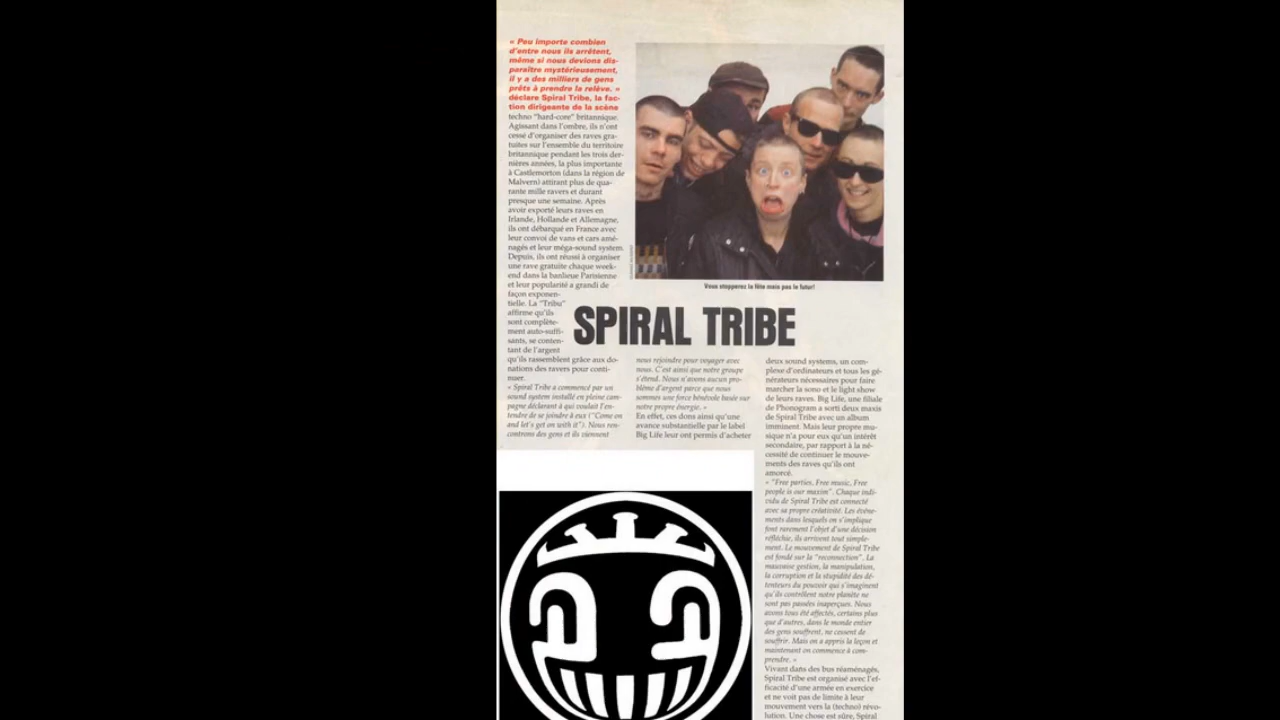 « Peu importe combien
d'entre nous ils arrêtent,
même si nous devions dis-
paraître mystérieusement,
il y a des milliers de gens
prêts à prendre la relève. »
déclare Spiral Tribe, la fac-
tion dirigeante de la scène
techno "hard-core" britannique.
Agissant dans l'ombre, ils n'ont
cessé d'organiser des raves gra-
tuites sur l'ensemble du territoire
britannique pendant les trois der-
nières années, la plus importante
à Castlemorton (dans la région de
Malvern) attirant plus de qua-
rante mille ravers et durant
presque une semaine. Après
avoir exporté leurs raves en
Irlande, Hollande et Allemagne,
ils ont débarqué en France avec
leur convoi de vans et cars amé-
nagés et leur méga-sound system.
Depuis, ils ont réussi à organiser
une rave gratuite chaque week-
end dans la banlieue Parisienne
et leur popularité a grandi de
façon exponen-
tielle. La "Tribu"
affirme qu'ils
sont complète-
ment auto-suffi-
sants, se conten-
tant de l'argent
qu'ils rassemblent grâce aux do-
nations des ravers pour conti-
nuer.
« Spiral Tribe a commencé par un
sound system installé en pleine cam-
pagne déclarant à qui voulait l'en-
tendre de se joindre à eux ("Come on
and let's get on with it"). Nous ren-
controns des gens et ils viennent
Vous stopperez la fête mais pas le futur!
SPIRAL TRIBE
nous rejoindre pour voyager avec
nous. C'est ainsi que notre groupe
s'étend. Nous n'avons aucun pro-
blème d'argent parce que nous
sommes une force bénévole basée sur
notre propre énergie. »
En effet, ces dons ainsi qu'une
avance substantielle par le label
Big Life leur ont permis d'acheter
deux sound systems, un com-
plexe d'ordinateurs et tous les gé-
nérateurs nécessaires pour faire
marcher la sono et le light show
de leurs raves. Big Life, une filiale
de Phonogram a sorti deux maxis
de Spiral Tribe avec un album
imminent. Mais leur propre mu-
sique n'a pour eux qu'un intérêt
secondaire, par rapport à la né-
cessité de continuer le mouve-
ments des raves qu'ils ont
amorcé.
« "Free parties, Free music, Free
people is our maxim". Chaque indi-
vidu de Spiral Tribe est connecté
avec sa propre créativité. Les évène-
ments dans lesquels on s'implique
font rarement l'objet d'une décision
réfléchie, ils arrivent tout simple-
ment. Le mouvement de Spiral Tribe
est fondé sur la "reconnection". La
mauvaise gestion, la manipulation,
la corruption et la stupidité des dé-
tenteurs du pouvoir qui s'imaginent
qu'ils contrôlent notre planète ne
sont pas passées inaperçues. Nous
avons tous été affectés, certains plus
que d'autres, dans le monde entier
des gens souffrent, ne cessent de
souffrir. Mais on a appris la leçon et
maintenant on commence à com-
prendre. »
Vivant dans des bus réaménagés,
Spiral Tribe est organisé avec l'ef-
ficacité d'une armée en exercice
et ne voit pas de limite à leur
mouvement vers la (techno) révo-
lution. Une chose est sûre, Spiral